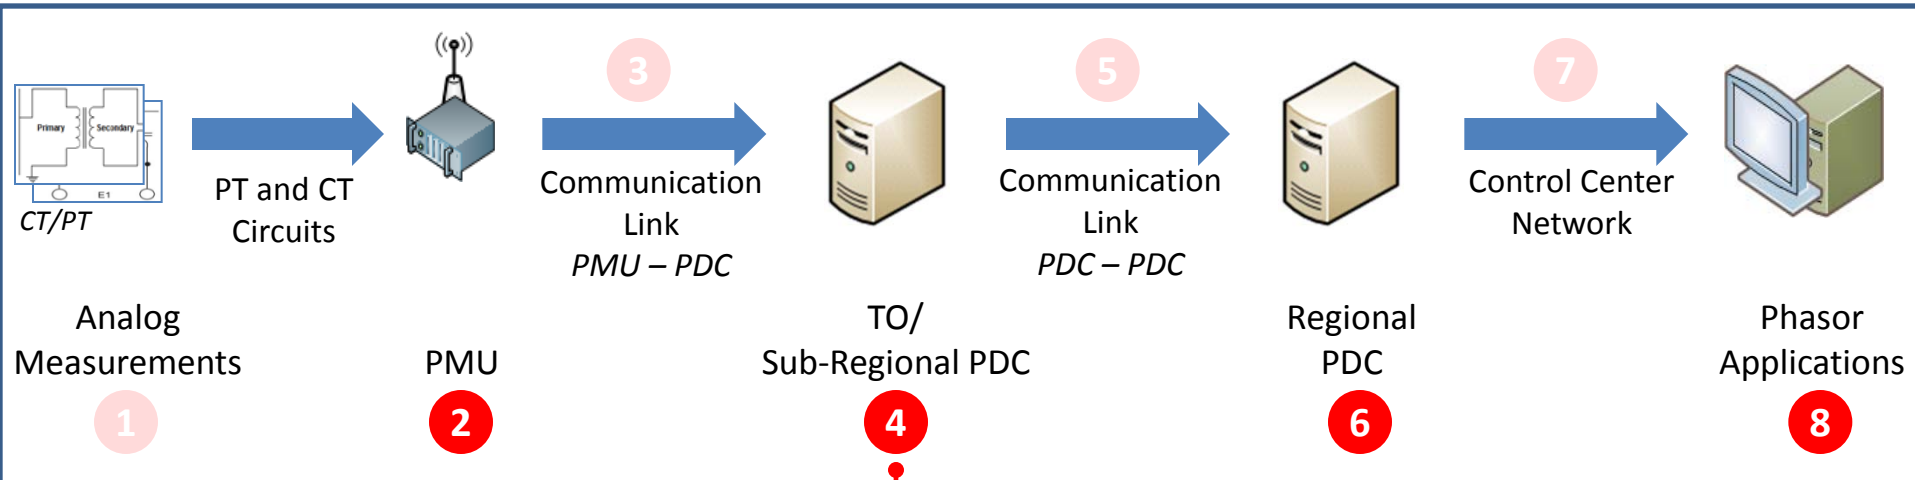 3
5
7
Primary
Secondary
E1
CT/PT
PT and CT
Circuits
Communication
Link
PMU – PDC
Communication
Link
PDC – PDC
Control Center
Network
Analog
Measurements
PMU
TO/
Sub-Regional PDC
Regional
PDC
Phasor
Applications
1
2
4
6
8